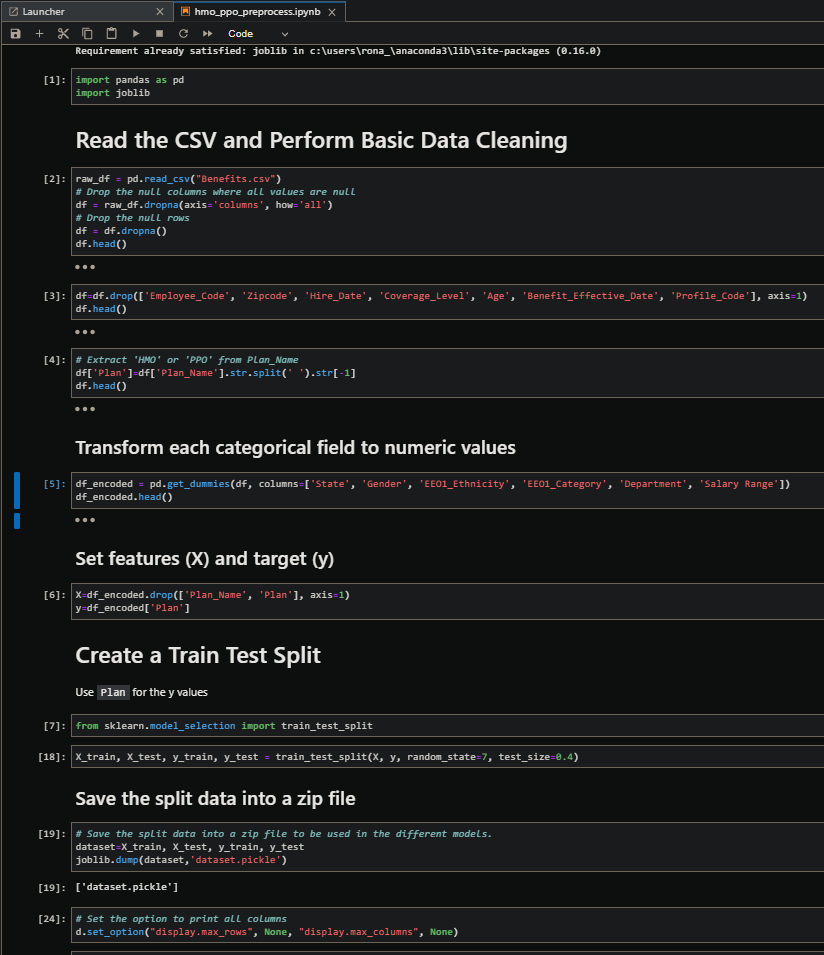 Launcher
hmo_ppo_preprocess.ipynb
Code
Requirement already satisfied: joblib in c:\users\rona_\anaconda3\lib\site-packages (0.16.0)
[1]: import pandas as pd
import joblib
Read the CSV and Perform Basic Data Cleaning
[2]: raw_df = pd.read_csv("Benefits.csv")
# Drop the null columns where all values are null
df = raw_df.dropna(axis='columns', how='all')
# Drop the null rows
df = df.dropna()
df.head()
•••
[3]: df=df.drop(['Employee_Code', 'Zipcode', 'Hire_Date', 'Coverage_Level', 'Age', 'Benefit_Effective_Date', 'Profile_Code'], axis=1)
df.head()
•••
[4]: # Extract 'HMO' or 'PPO' from Plan_Name
df['Plan']=df['Plan_Name'].str.split(' ').str[-1]
df.head()
•••
Transform each categorical field to numeric values
[5]: df_encoded = pd.get_dummies(df, columns=['State', 'Gender', 'EEO1_Ethnicity', 'EEO1_Category', 'Department', 'Salary Range'])
df_encoded.head()
•••
Set features (X) and target (y)
[6]: X=df_encoded.drop(['Plan_Name', 'Plan'], axis=1)
y=df_encoded['Plan']
Create a Train Test Split
Use Plan for the y values
[7]: from sklearn.model_selection import train_test_split
[18]: X_train, X_test, y_train, y_test = train_test_split(X, y, random_state=7, test_size=0.4)
Save the split data into a zip file
[19]: # Save the split data into a zip file to be used in the different models.
dataset=X_train, X_test, y_train, y_test
joblib.dump(dataset,'dataset.pickle')
[19]: ['dataset.pickle']
[24]: # Set the option to print all columns
d.set_option("display.max_rows", None, "display.max_columns", None)